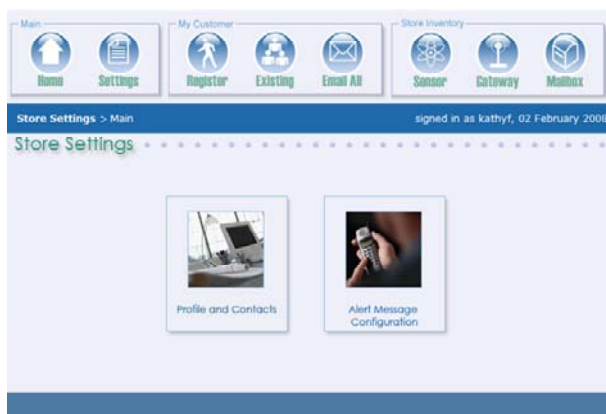 Main
My Customer
Store Inventory
Home
Settings
Register
Existing
Email All
Sensor
Gateway
Mailbox
Store Settings > Main
signed in as kathyf, 02 February 2008
Store Settings
Profile and Contacts
Alert Message
Configuration